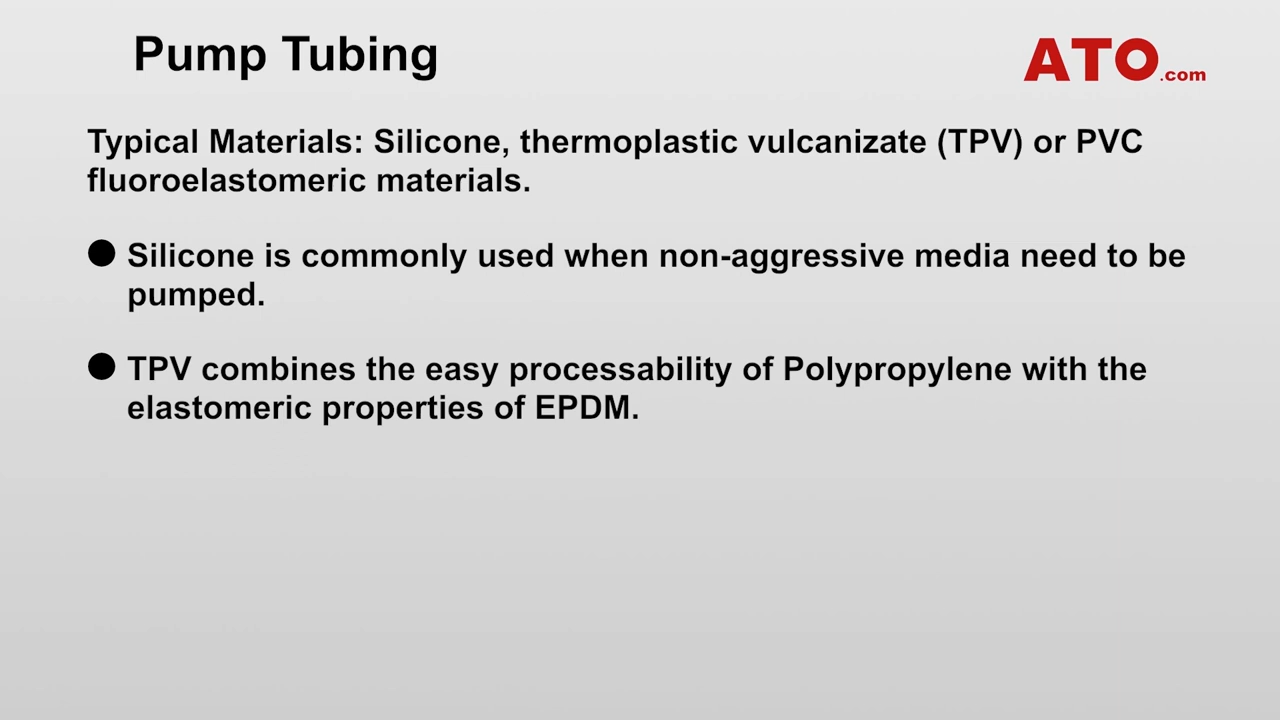 Pump Tubing
ATO.com
Typical Materials: Silicone, thermoplastic vulcanizate (TPV) or PVC
fluoroelastomeric materials.
● Silicone is commonly used when non-aggressive media need to be
pumped.
● TPV combines the easy processability of Polypropylene with the
elastomeric properties of EPDM.